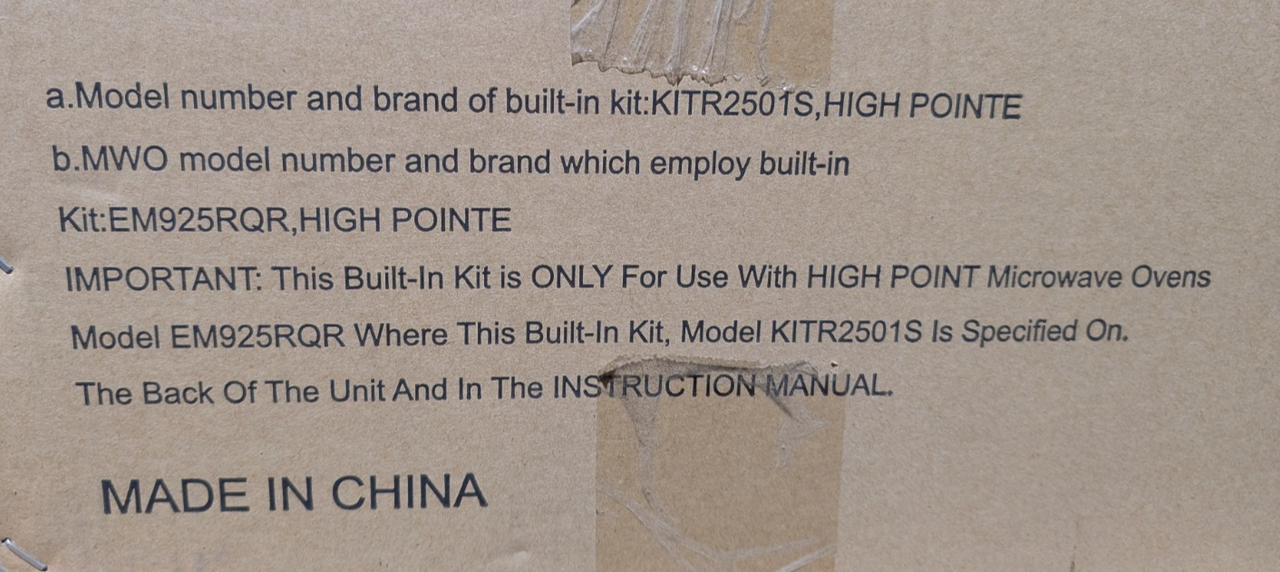 a.Model number and brand of built-in kit:KITR2501S,HIGH POINTE
b.MWO model number and brand which employ built-in
Kit:EM925RQR,HIGH POINTE
IMPORTANT: This Built-In Kit is ONLY For Use With HIGH POINT Microwave Ovens
Model EM925RQR Where This Built-In Kit, Model KITR2501S Is Specified On.
The Back Of The Unit And In The INSTRUCTION MANUAL.
MADE IN CHINA